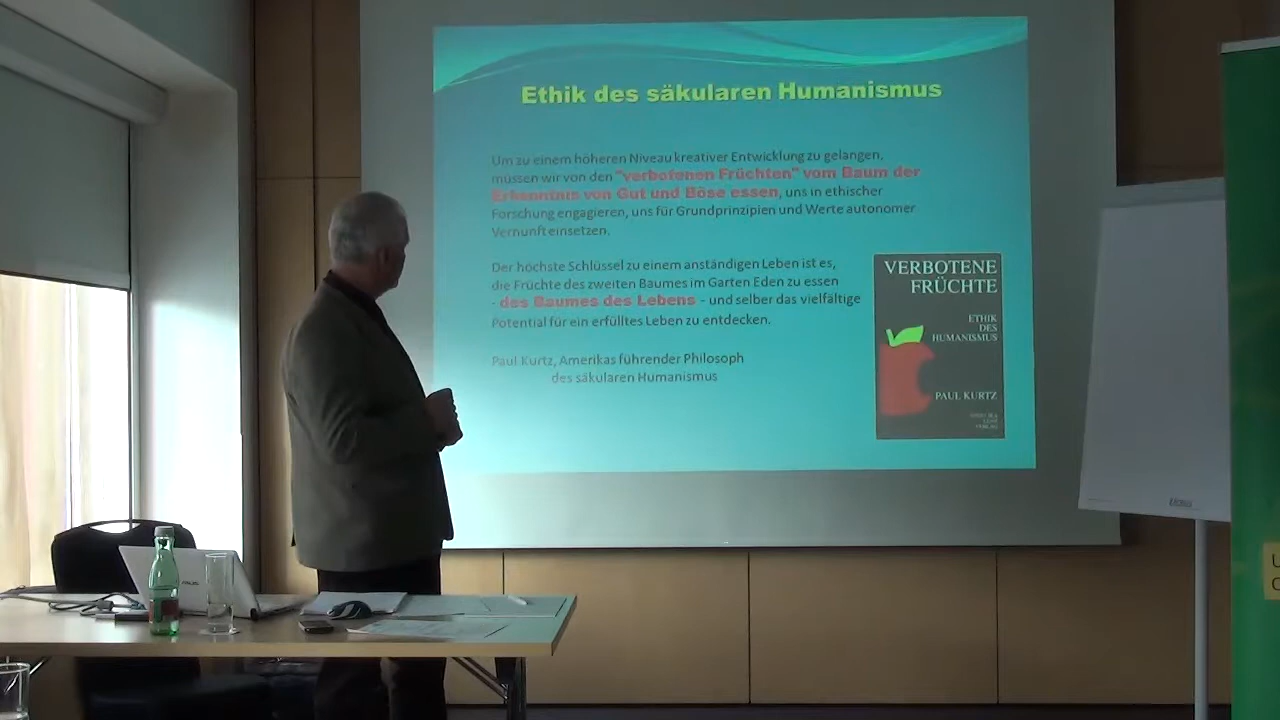 Ethik des säkularen Humanismus
Um zu einem höheren Niveau kreativer Entwicklung zu gelangen,
müssen wir von den "verbotenen Früchten" vom Baum der
Erkenntnis von Gut und Böse essen, uns in ethischer
Forschung engagieren, uns für Grundprinzipien und Werte autonomer
Vernunft einsetzen.
Der höchste Schlüssel zu einem anständigen Leben ist es,
die Früchte des zweiten Baumes im Garten Eden zu essen
- des Baumes des Lebens - und selber das vielfältige
Potential für ein erfülltes Leben zu entdecken.
Paul Kurtz, Amerikas führender Philosoph
des säkularen Humanismus
VERBOTENE
FRÜCHTE
ETHIK
DES
HUMANISMUS
PAUL KURTZ